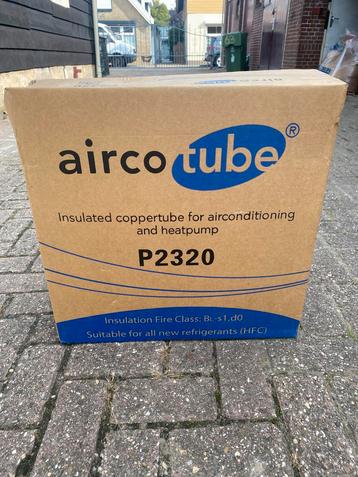 airco tube®
Insulated coppertube for airconditioning
and heatpump
P2320
Insulation Fire Class: BL-s1,d0
Suitable for all new refrigerants (HFC)